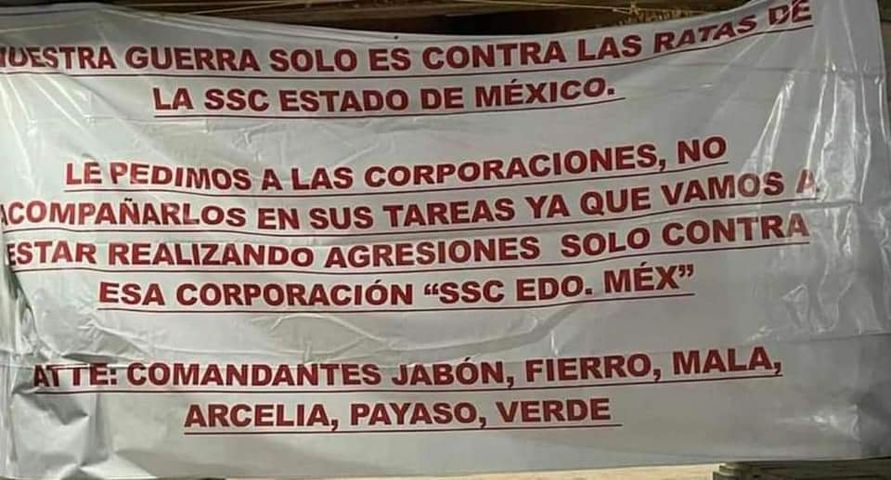 NUESTRA GUERRA SOLO ES CONTRA LAS RATAS DE
LA SSC ESTADO DE MÉXICO.
LE PEDIMOS A LAS CORPORACIONES, NO
ACOMPAÑARLOS EN SUS TAREAS YA QUE VAMOS A
ESTAR REALIZANDO AGRESIONES SOLO CONTRA
ESA CORPORACIÓN “SSC EDO. MÉX”
ATTE: COMANDANTES JABÓN, FIERRO, MALA,
ARCELIA, PAYASO, VERDE